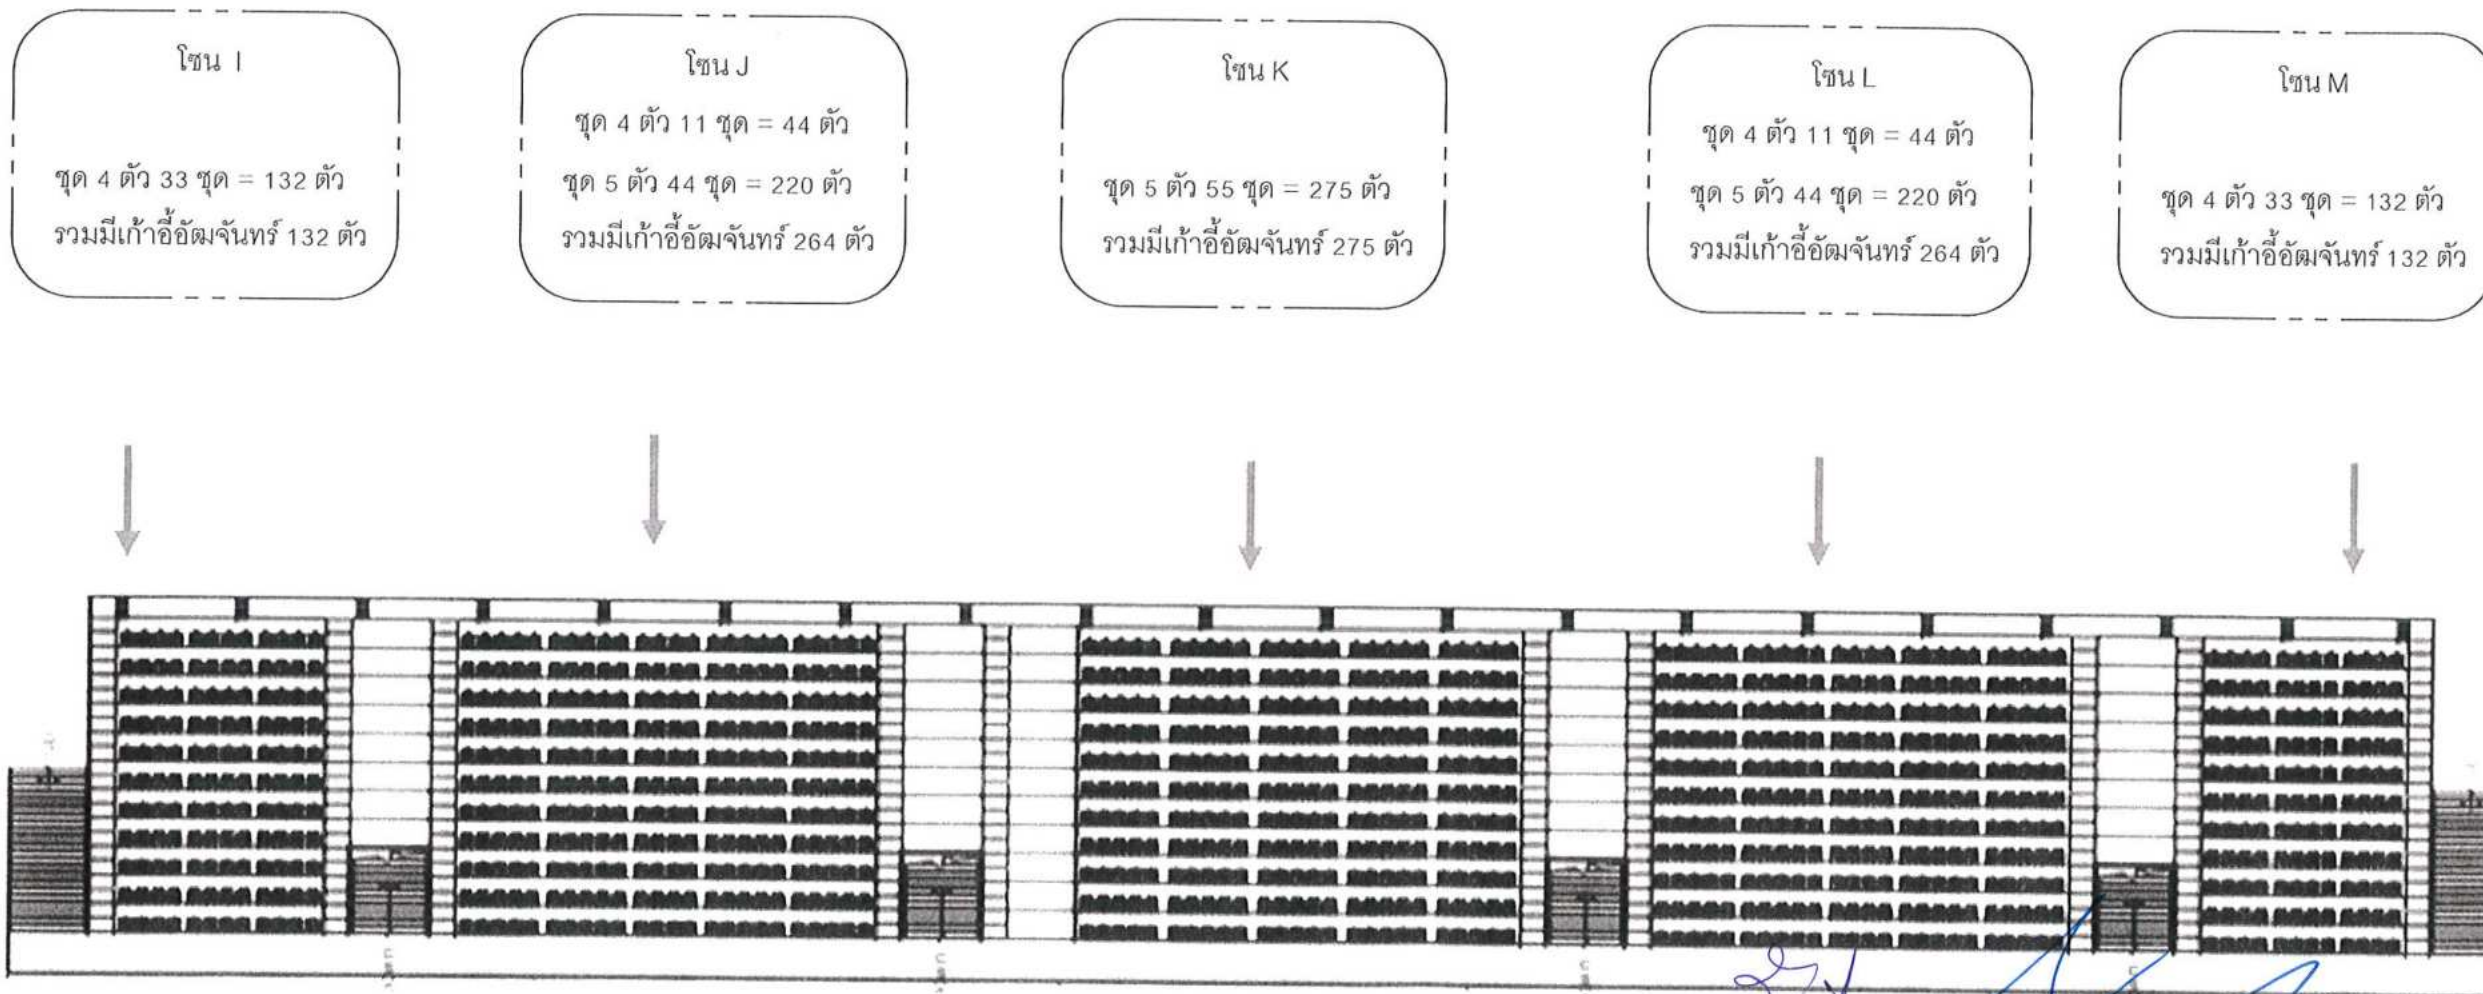 โซน I
ชุด 4 ตัว 33 ชุด = 132 ตัว
รวมมีเก้าอี้อัฒจันทร์ 132 ตัว
โซน J
ชุด 4 ตัว 11 ชุด = 44 ตัว
ชุด 5 ตัว 44 ชุด = 220 ตัว
รวมมีเก้าอี้อัฒจันทร์ 264 ตัว
โซน K
ชุด 5 ตัว 55 ชุด = 275 ตัว
รวมมีเก้าอี้อัฒจันทร์ 275 ตัว
โซน L
ชุด 4 ตัว 11 ชุด = 44 ตัว
ชุด 5 ตัว 44 ชุด = 220 ตัว
รวมมีเก้าอี้อัฒจันทร์ 264 ตัว
โซน M
ชุด 4 ตัว 33 ชุด = 132 ตัว
รวมมีเก้าอี้อัฒจันทร์ 132 ตัว